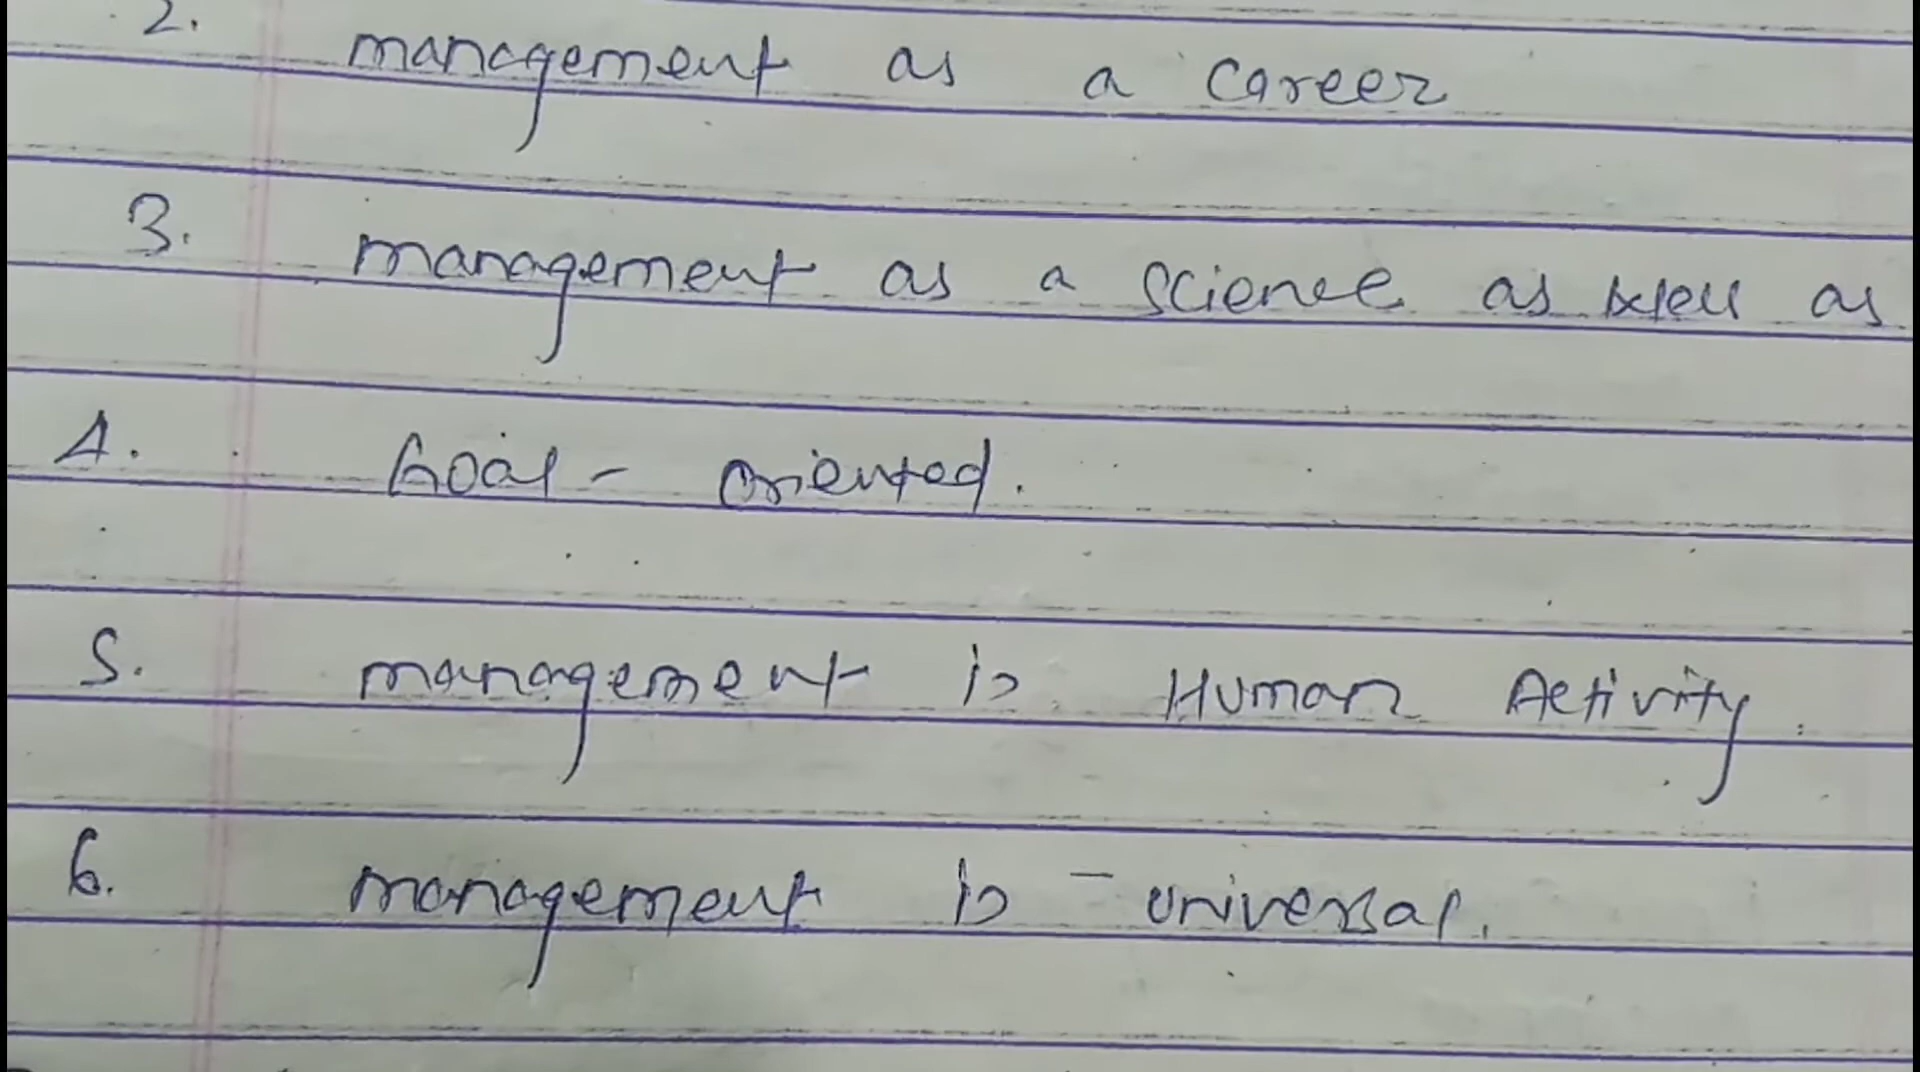 2. management as a career
3. management as a science as well as
4. Goal - oriented.
5. management is Human Activity.
6. management is - universal.